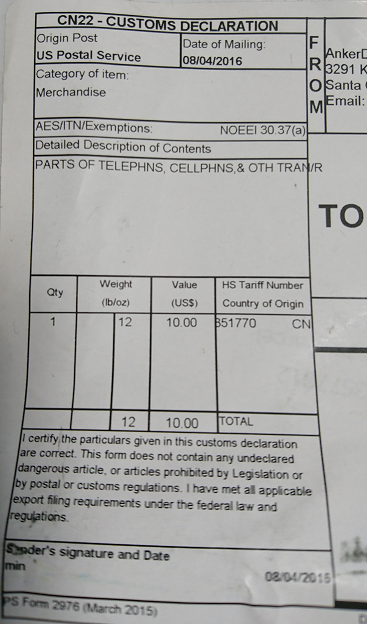 CN22 - CUSTOMS DECLARATION
Origin Post
US Postal Service
Date of Mailing:
08/04/2016
Category of item:
Merchandise
AES/ITN/Exemptions: NOEEI 30.37(a)
Detailed Description of Contents
PARTS OF TELEPHNS, CELLPHNS,& OTH TRAN/R
Qty
Weight
(lb/oz)
Value
(US$)
HS Tariff Number
Country of Origin
1 12 10.00 851770 CN
12 10.00 TOTAL
I certify the particulars given in this customs declaration
are correct. This form does not contain any undeclared
dangerous article, or articles prohibited by Legislation or
by postal or customs regulations. I have met all applicable
export filing requirements under the federal law and
regulations.
Sender's signature and Date
min
08/04/2016
PS Form 2976 (March 2015)
FROM
Anker
3291 K
Santa
Email:
TO